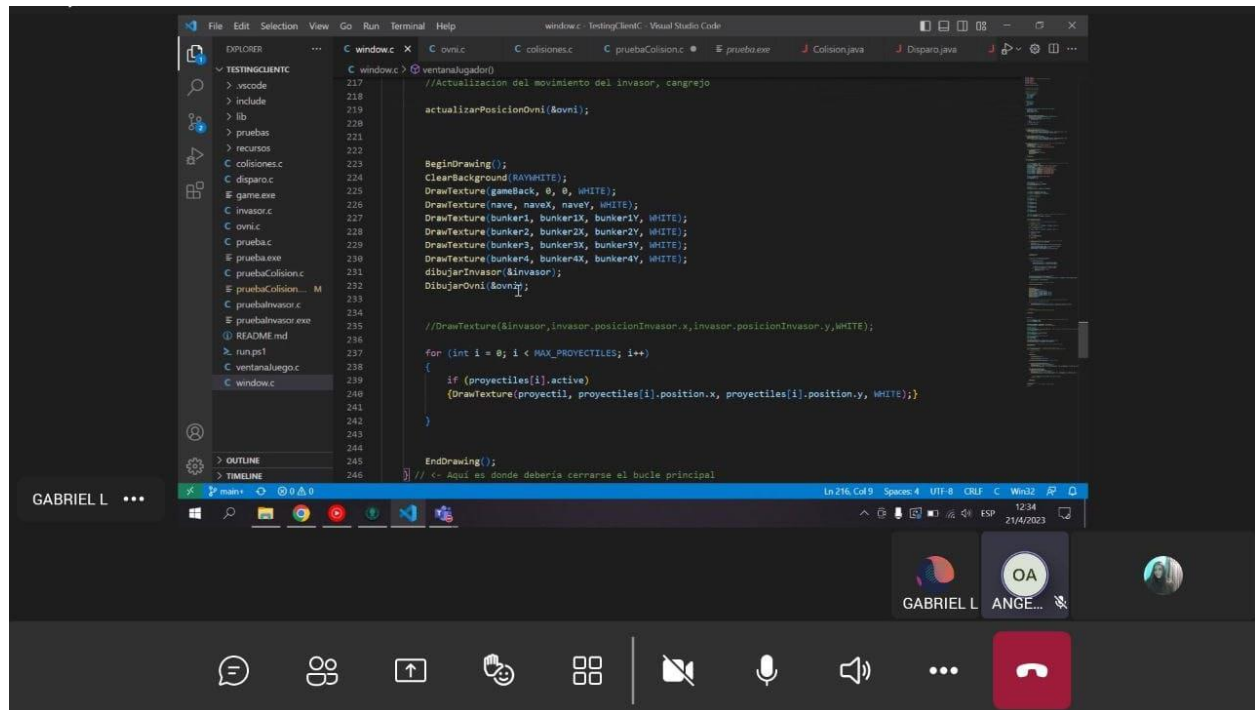 File Edit Selection View Go Run Terminal Help
window.c - TestingClientC - Visual Studio Code
EXPLORER
window.c
ovni.c
colisiones.c
pruebaColision.c
prueba.exe
Colision.java
Disparo.java
window.c > ventanaJugador()
TESTINGCLIENTC
.vscode
include
lib
pruebas
recursos
colisiones.c
disparo.c
game.exe
invasor.c
ovni.c
prueba.c
prueba.exe
pruebaColision.c
pruebaColision... M
pruebaInvasor.c
pruebaInvasor.exe
README.md
run.ps1
ventanaJuego.c
window.c
OUTLINE
TIMELINE
217 //Actualizacion del movimiento del invasor, cangrejo
218
219 actualizarPosicionOvni(&ovni);
220
221
222
223 BeginDrawing();
224 ClearBackground(RAYWHITE);
225 DrawTexture(gameBack, 0, 0, WHITE);
226 DrawTexture(nave, naveX, naveY, WHITE);
227 DrawTexture(bunker1, bunker1X, bunker1Y, WHITE);
228 DrawTexture(bunker2, bunker2X, bunker2Y, WHITE);
229 DrawTexture(bunker3, bunker3X, bunker3Y, WHITE);
230 DrawTexture(bunker4, bunker4X, bunker4Y, WHITE);
231 dibujarInvasor(&invasor);
232 DibujarOvni(&ovni);
233
234
235 //DrawTexture(&invasor,invasor.posicionInvasor.x,invasor.posicionInvasor.y,WHITE);
236
237 for (int i = 0; i < MAX_PROYECTILES; i++)
238 {
239 if (proyectiles[i].active)
240 {DrawTexture(proyectil, proyectiles[i].position.x, proyectiles[i].position.y, WHITE);}
241
242 }
243
244
245 EndDrawing();
246 } // <- Aquí es donde debería cerrarse el bucle principal
main+ 0 0
Ln 216, Col 9 Spaces: 4 UTF-8 CRLF C Win32
ESP
12:34
21/4/2023
GABRIEL L
GABRIEL L
OA
ANGE...